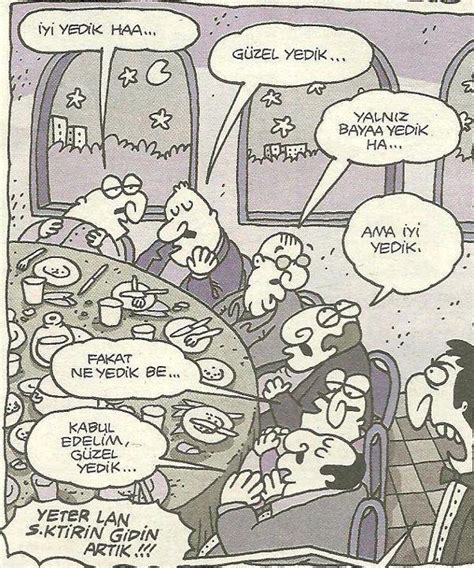 İYİ YEDİK HAA...
GÜZEL YEDİK...
YALNIZ
BAYAA YEDİK
HA...
AMA İYİ
YEDİK.
FAKAT
NE YEDİK BE...
KABUL
EDELİM,
GÜZEL
YEDİK...
YETER LAN
S.KTİRİN GİDİN
ARTIK!!!